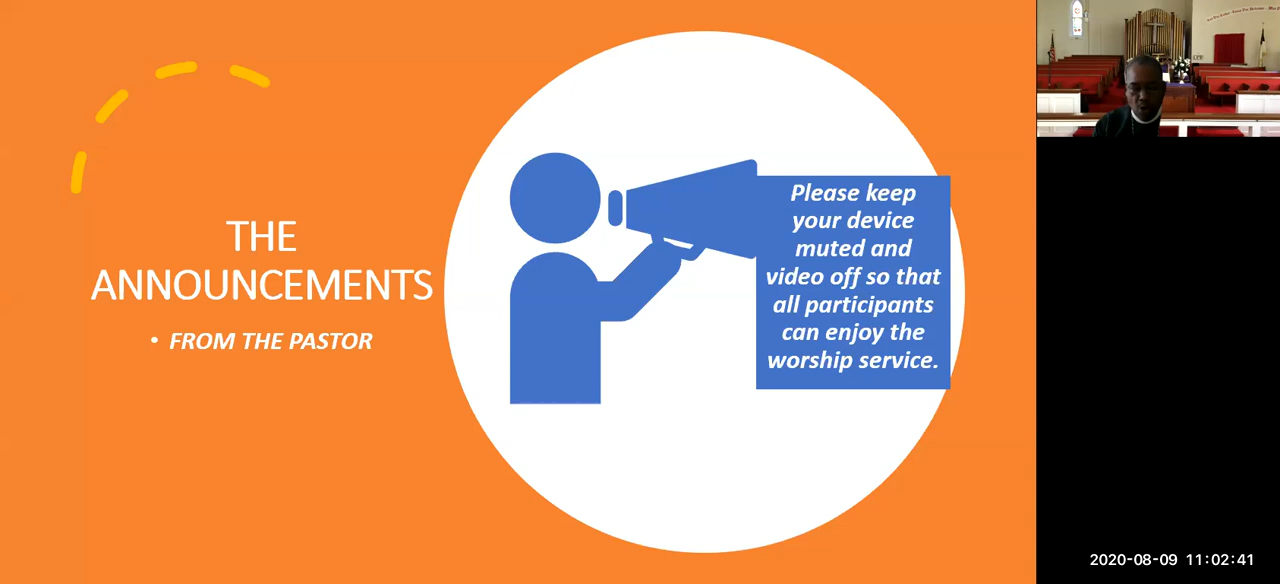 THE
ANNOUNCEMENTS
• FROM THE PASTOR
Please keep
your device
muted and
video off so that
all participants
can enjoy the
worship service.
2020-08-09 11:02:41